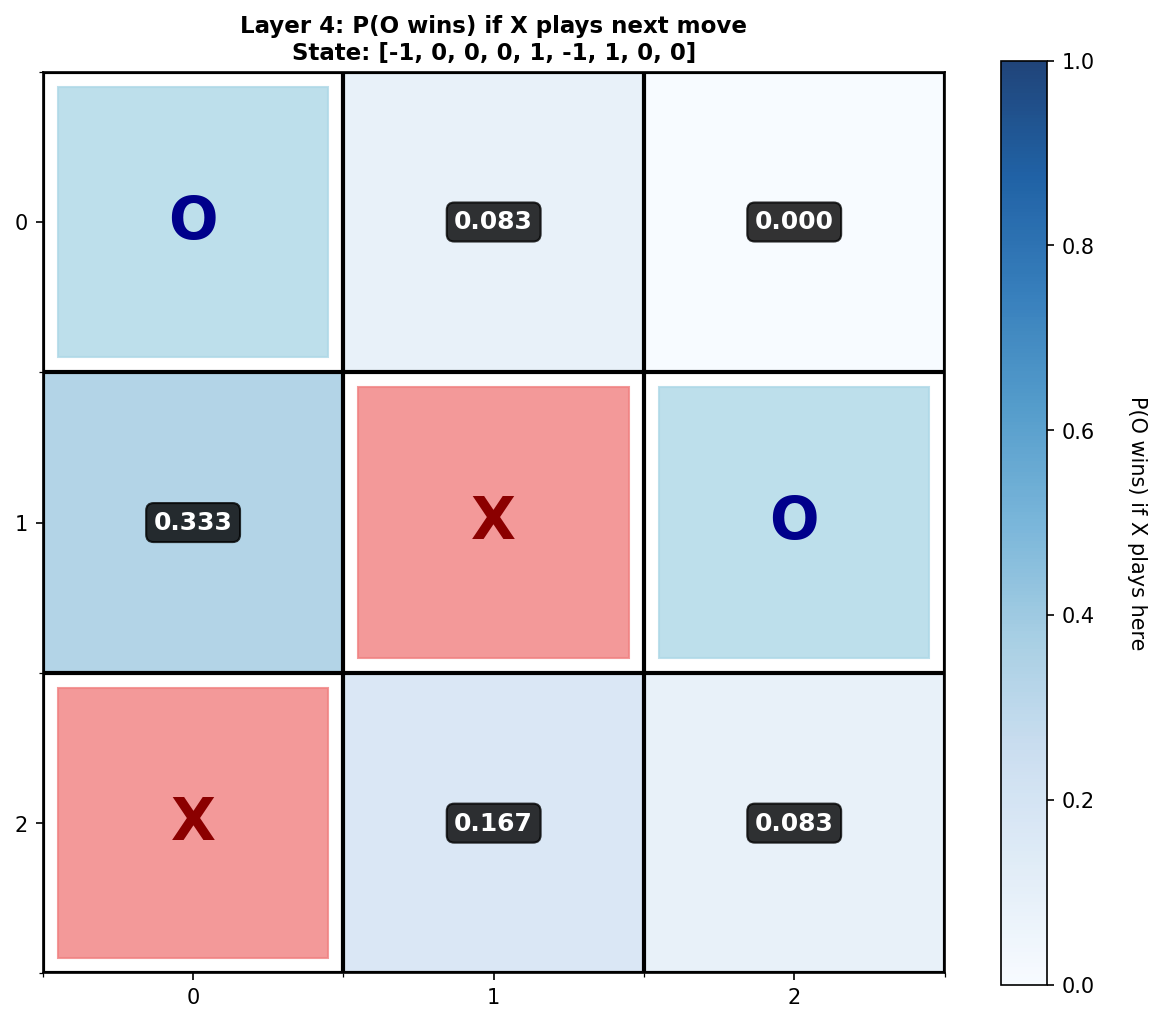 Layer 4: P(O wins) if X plays next move
State: [-1, 0, 0, 0, 1, -1, 1, 0, 0]
0
O
0.083
0.000
1
0.333
X
O
2
X
0.167
0.083
0
1
2
1.0
0.8
0.6
0.4
0.2
0.0
P(O wins) if X plays here